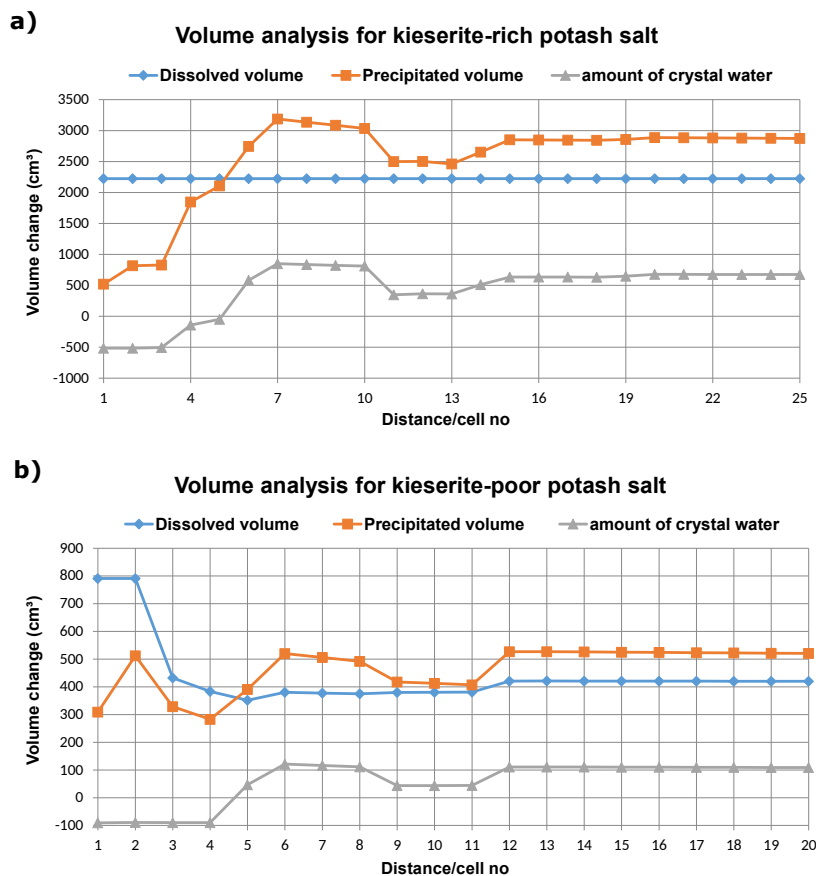 a)
Volume analysis for kieserite-rich potash salt
Dissolved volume Precipitated volume amount of crystal water
Volume change (cm³)
3500
3000
2500
2000
1500
1000
500
0
-500
-1000
1 4 7 10 13 16 19 22 25
Distance/cell no
b)
Volume analysis for kieserite-poor potash salt
Dissolved volume Precipitated volume amount of crystal water
Volume change (cm³)
900
800
700
600
500
400
300
200
100
0
-100
1 2 3 4 5 6 7 8 9 10 11 12 13 14 15 16 17 18 19 20
Distance/cell no